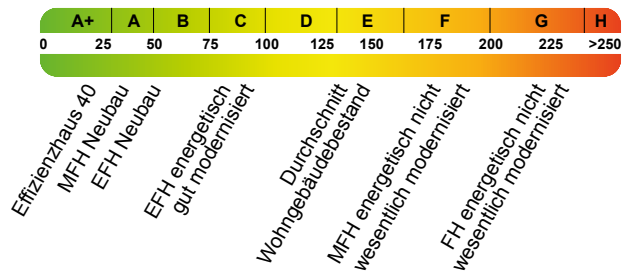 A+ A B C D E F G H
0 25 50 75 100 125 150 175 200 225 >250
Effizienzhaus 40
MFH Neubau
EFH Neubau
EFH energetisch
gut modernisiert
Durchschnitt
Wohngebäudebestand
MFH energetisch nicht
wesentlich modernisiert
FH energetisch nicht
wesentlich modernisiert